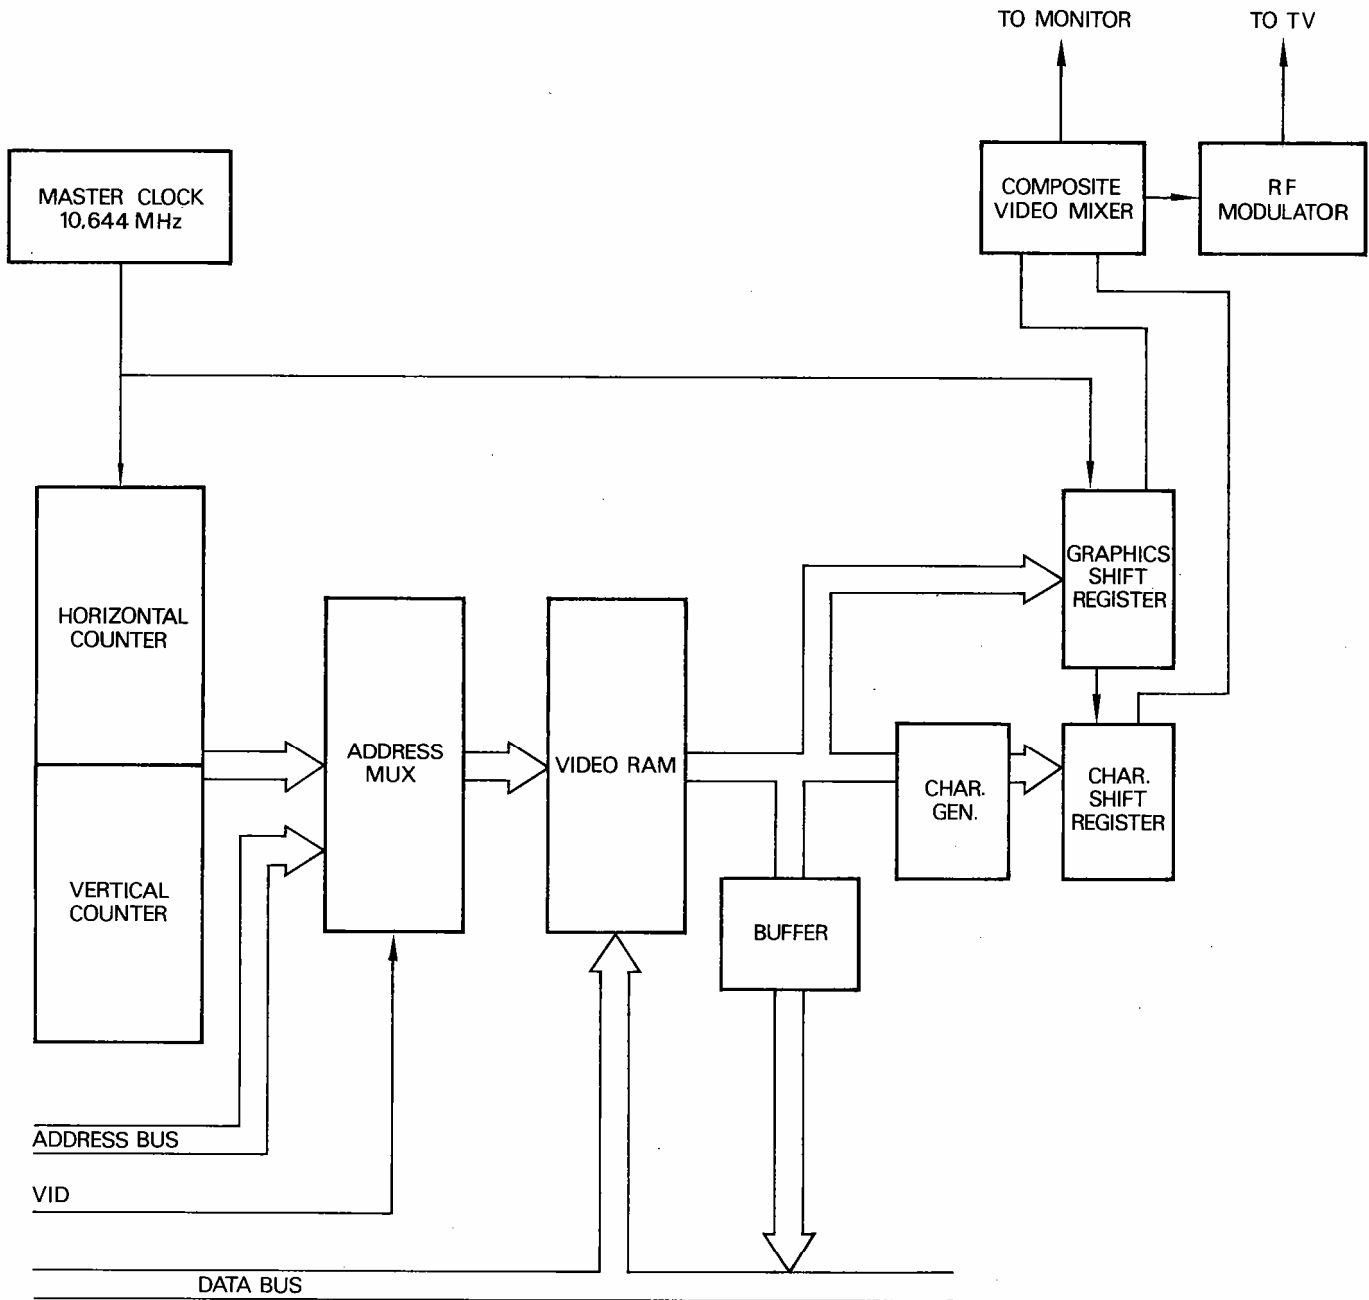 TO MONITOR
TO TV
MASTER CLOCK
10,644 MHz
COMPOSITE
VIDEO MIXER
RF
MODULATOR
HORIZONTAL
COUNTER
VERTICAL
COUNTER
ADDRESS
MUX
VIDEO RAM
GRAPHICS
SHIFT
REGISTER
CHAR.
GEN.
CHAR.
SHIFT
REGISTER
BUFFER
ADDRESS BUS
VID
DATA BUS